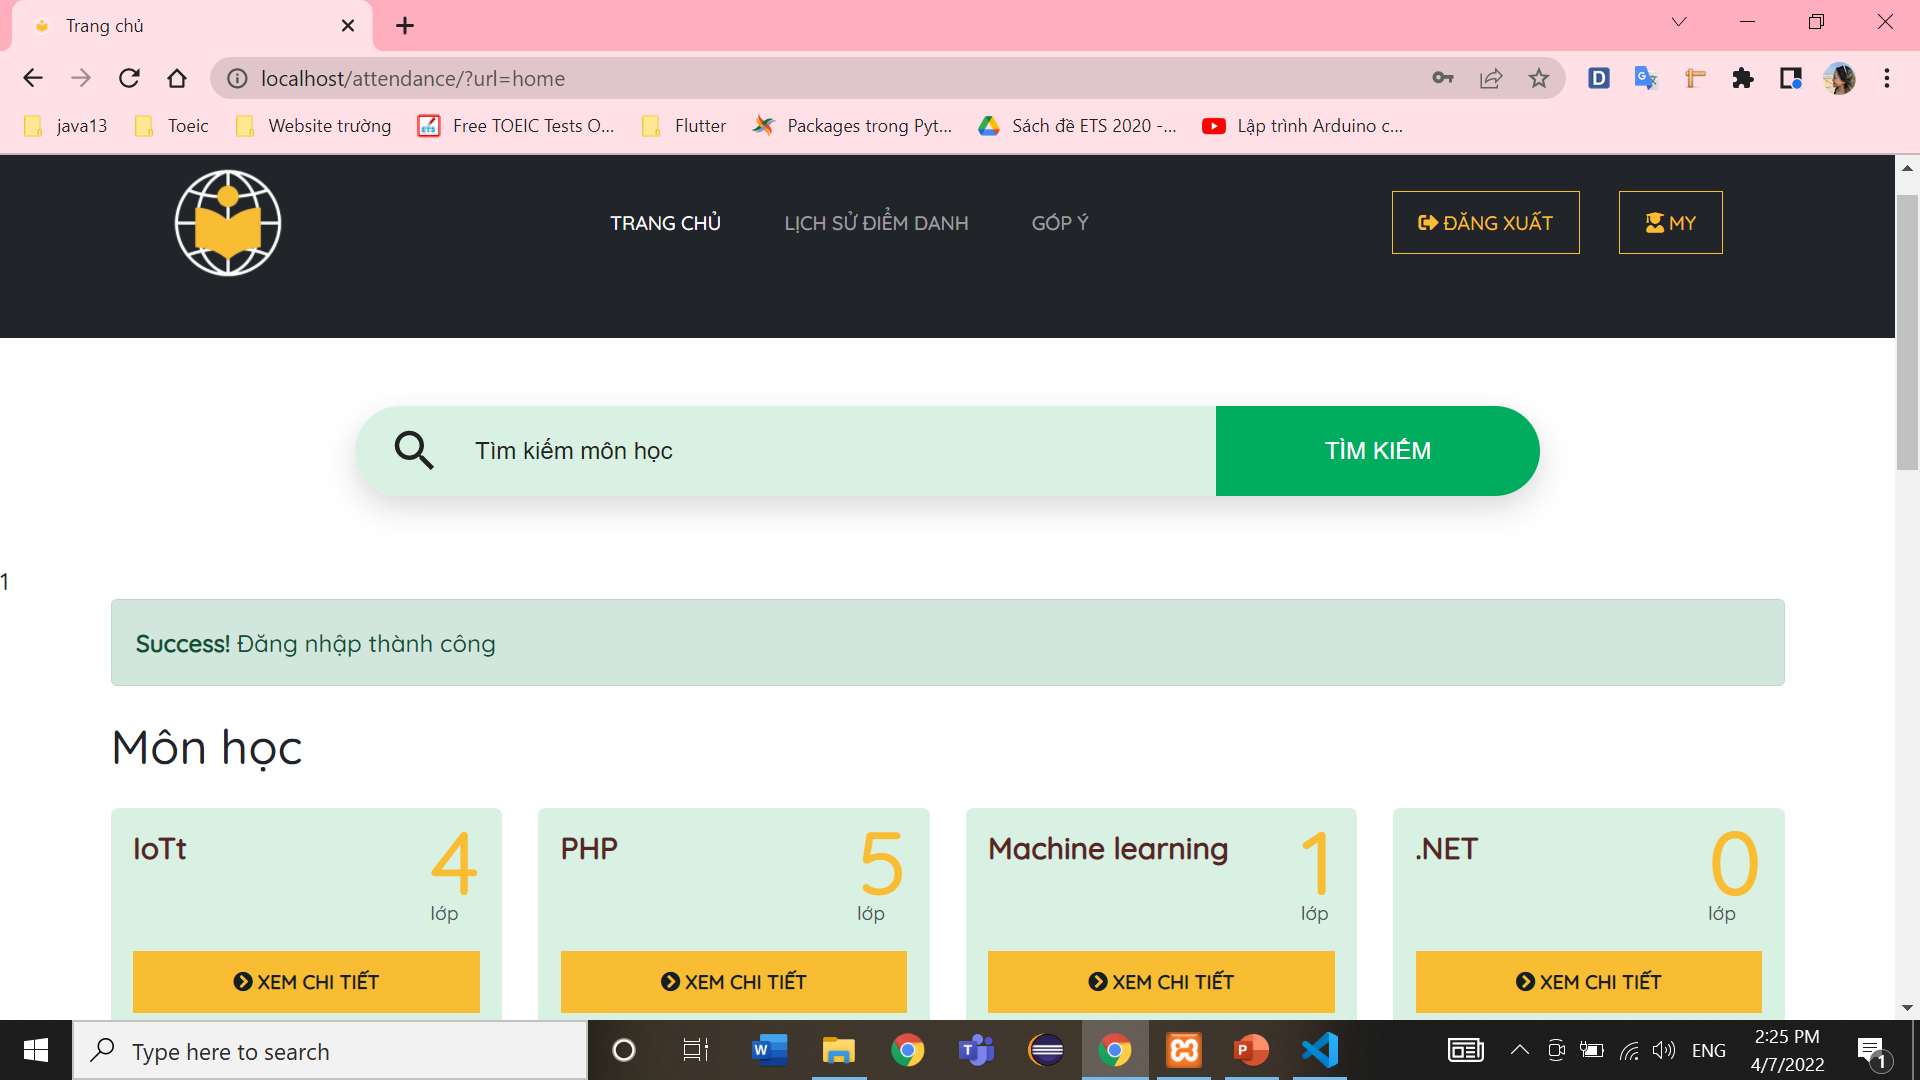 Trang chủ
localhost/attendance/?url=home
java13
Toeic
Website trường
Free TOEIC Tests O...
Flutter
Packages trong Pyt...
Sách đề ETS 2020 -...
Lập trình Arduino c...
TRANG CHỦ
LỊCH SỬ ĐIỂM DANH
GÓP Ý
ĐĂNG XUẤT
MY
Tìm kiếm môn học
TÌM KIẾM
1
Success! Đăng nhập thành công
Môn học
IoTt
4
lớp
XEM CHI TIẾT
PHP
5
lớp
XEM CHI TIẾT
Machine learning
1
lớp
XEM CHI TIẾT
.NET
0
lớp
XEM CHI TIẾT
Type here to search
ENG
2:25 PM
4/7/2022
1